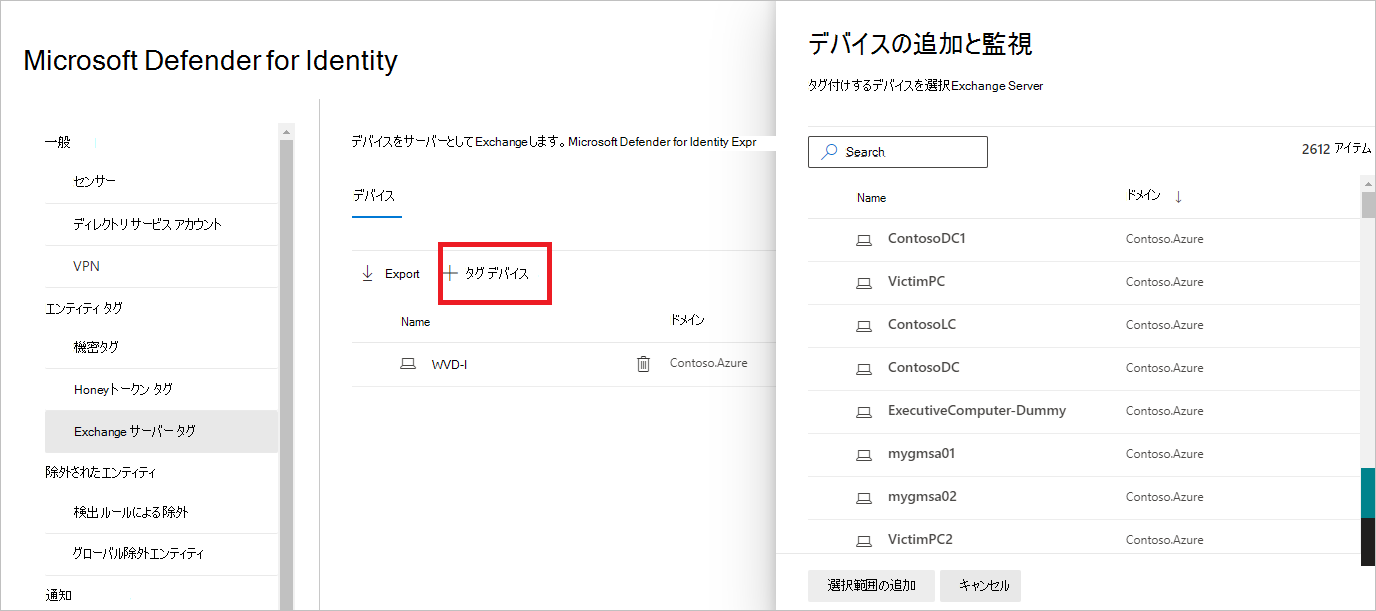 Microsoft Defender for Identity
一般
センサー
ディレクトリ サービス アカウント
VPN
エンティティ タグ
機密タグ
Honeyトークン タグ
Exchange サーバー タグ
除外されたエンティティ
検出ルールによる除外
グローバル除外エンティティ
通知
デバイスをサーバーとしてExchangeします。Microsoft Defender for Identity Expr
デバイス
Export
タグ デバイス
Name ドメイン
WVD-I Contoso.Azure
デバイスの追加と監視
タグ付けするデバイスを選択Exchange Server
Search
2612 アイテム
Name ドメイン ↓
ContosoDC1 Contoso.Azure
VictimPC Contoso.Azure
ContosoLC Contoso.Azure
ContosoDC Contoso.Azure
ExecutiveComputer-Dummy Contoso.Azure
mygmsa01 Contoso.Azure
mygmsa02 Contoso.Azure
VictimPC2 Contoso.Azure
選択範囲の追加 キャンセル